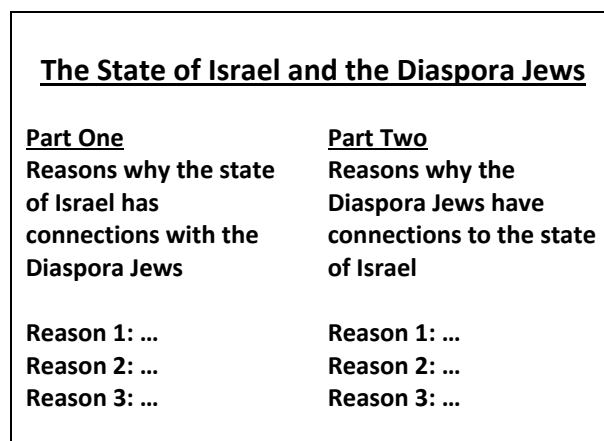 The State of Israel and the Diaspora Jews
Part One
Reasons why the state
of Israel has
connections with the
Diaspora Jews
Reason 1: ...
Reason 2: ...
Reason 3: ...
Part Two
Reasons why the
Diaspora Jews have
connections to the state
of Israel
Reason 1: ...
Reason 2: ...
Reason 3: ...